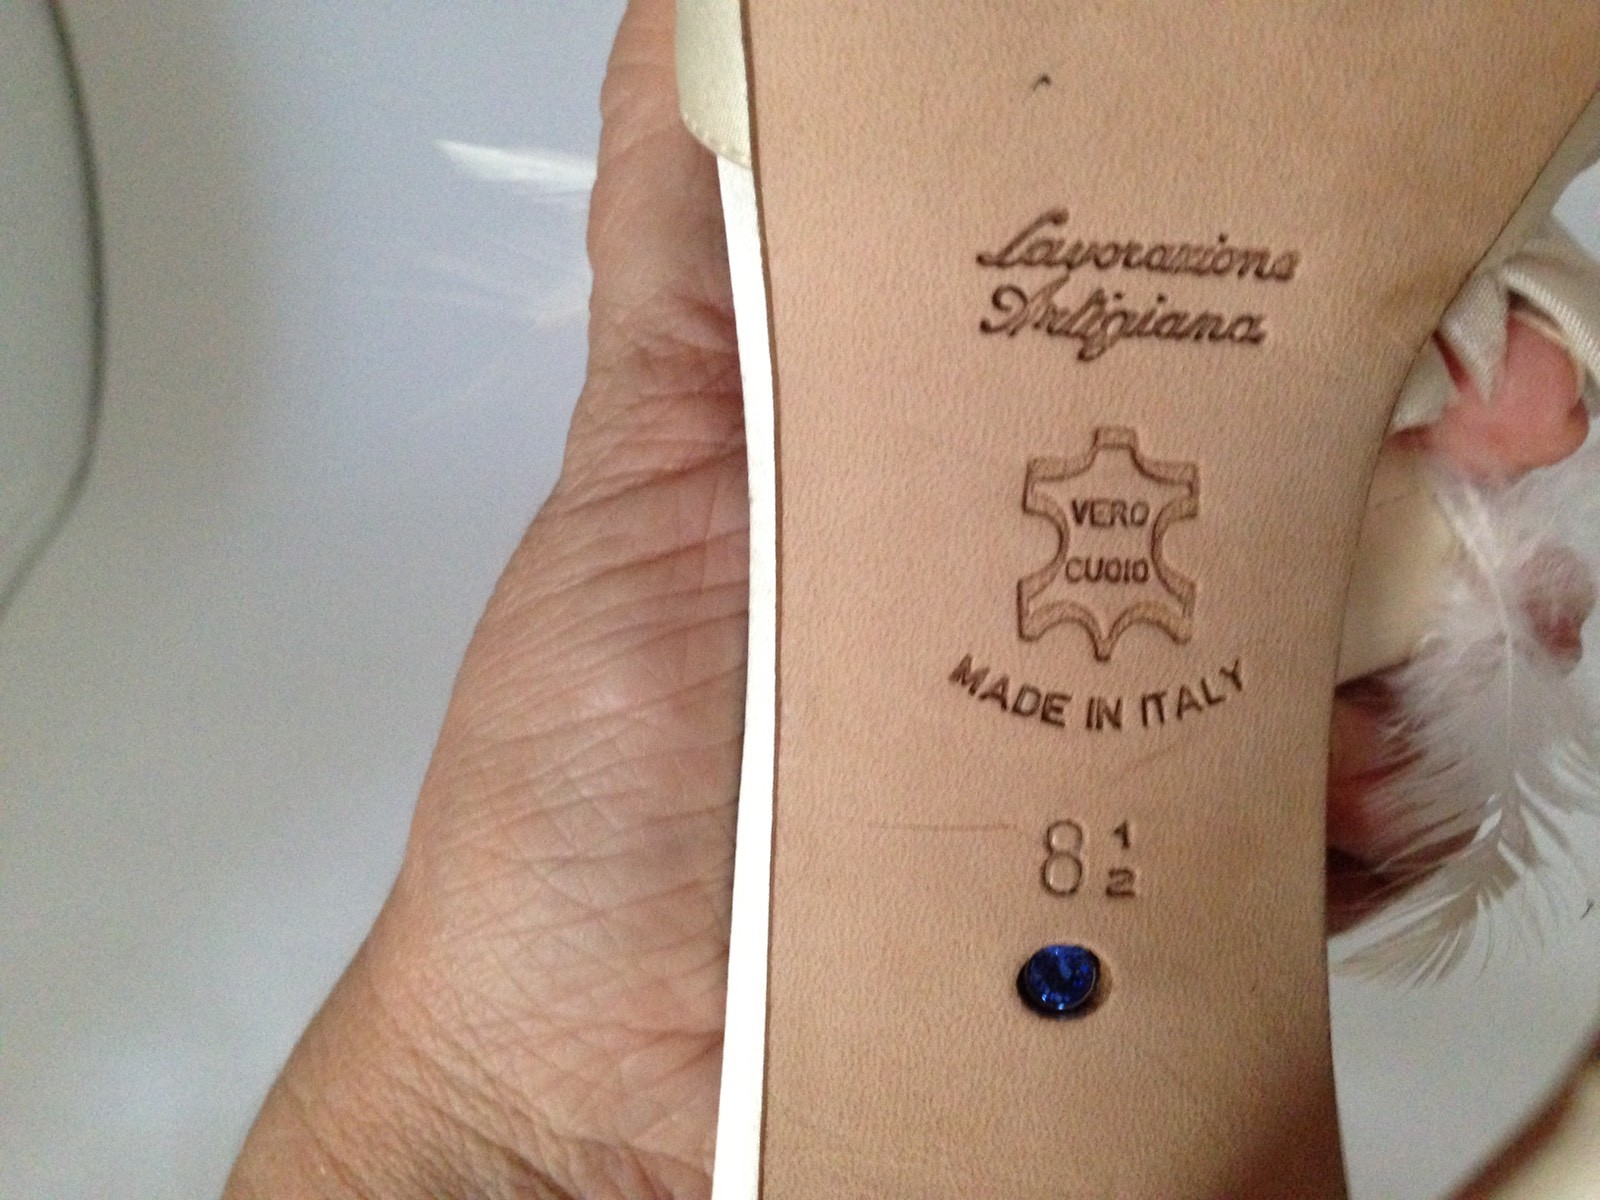 Lavorazione
Artigiana
VERO
CUOIO
MADE IN ITALY
8 1/2